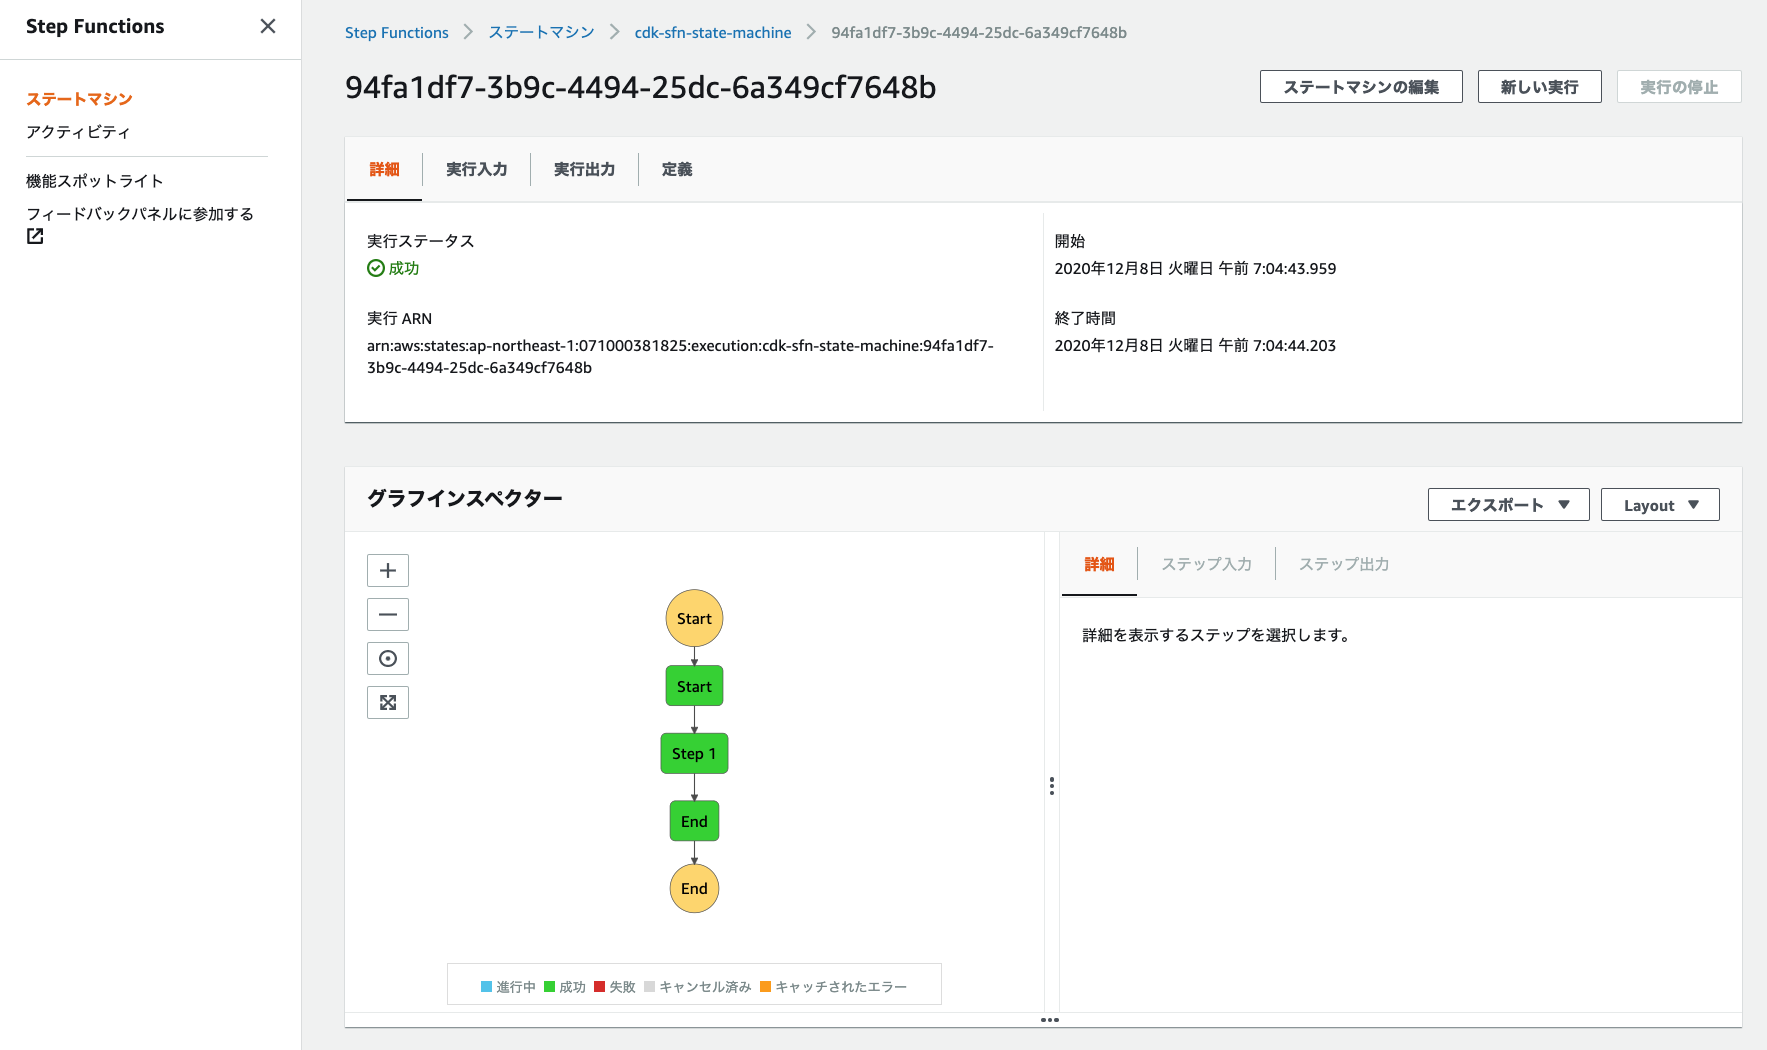 Step Functions
ステートマシン
アクティビティ
機能スポットライト
フィードバックパネルに参加する
Step Functions
ステートマシン
cdk-sfn-state-machine
94fa1df7-3b9c-4494-25dc-6a349cf7648b
94fa1df7-3b9c-4494-25dc-6a349cf7648b
ステートマシンの編集
新しい実行
実行の停止
詳細
実行入力
実行出力
定義
実行ステータス
成功
実行 ARN
arn:aws:states:ap-northeast-1:071000381825:execution:cdk-sfn-state-machine:94fa1df7-
3b9c-4494-25dc-6a349cf7648b
開始
2020年12月8日 火曜日 午前 7:04:43.959
終了時間
2020年12月8日 火曜日 午前 7:04:44.203
グラフインスペクター
エクスポート
Layout
Start
Start
Step 1
End
End
進行中
成功
失敗
キャンセル済み
キャッチされたエラー
詳細
ステップ入力
ステップ出力
詳細を表示するステップを選択します。